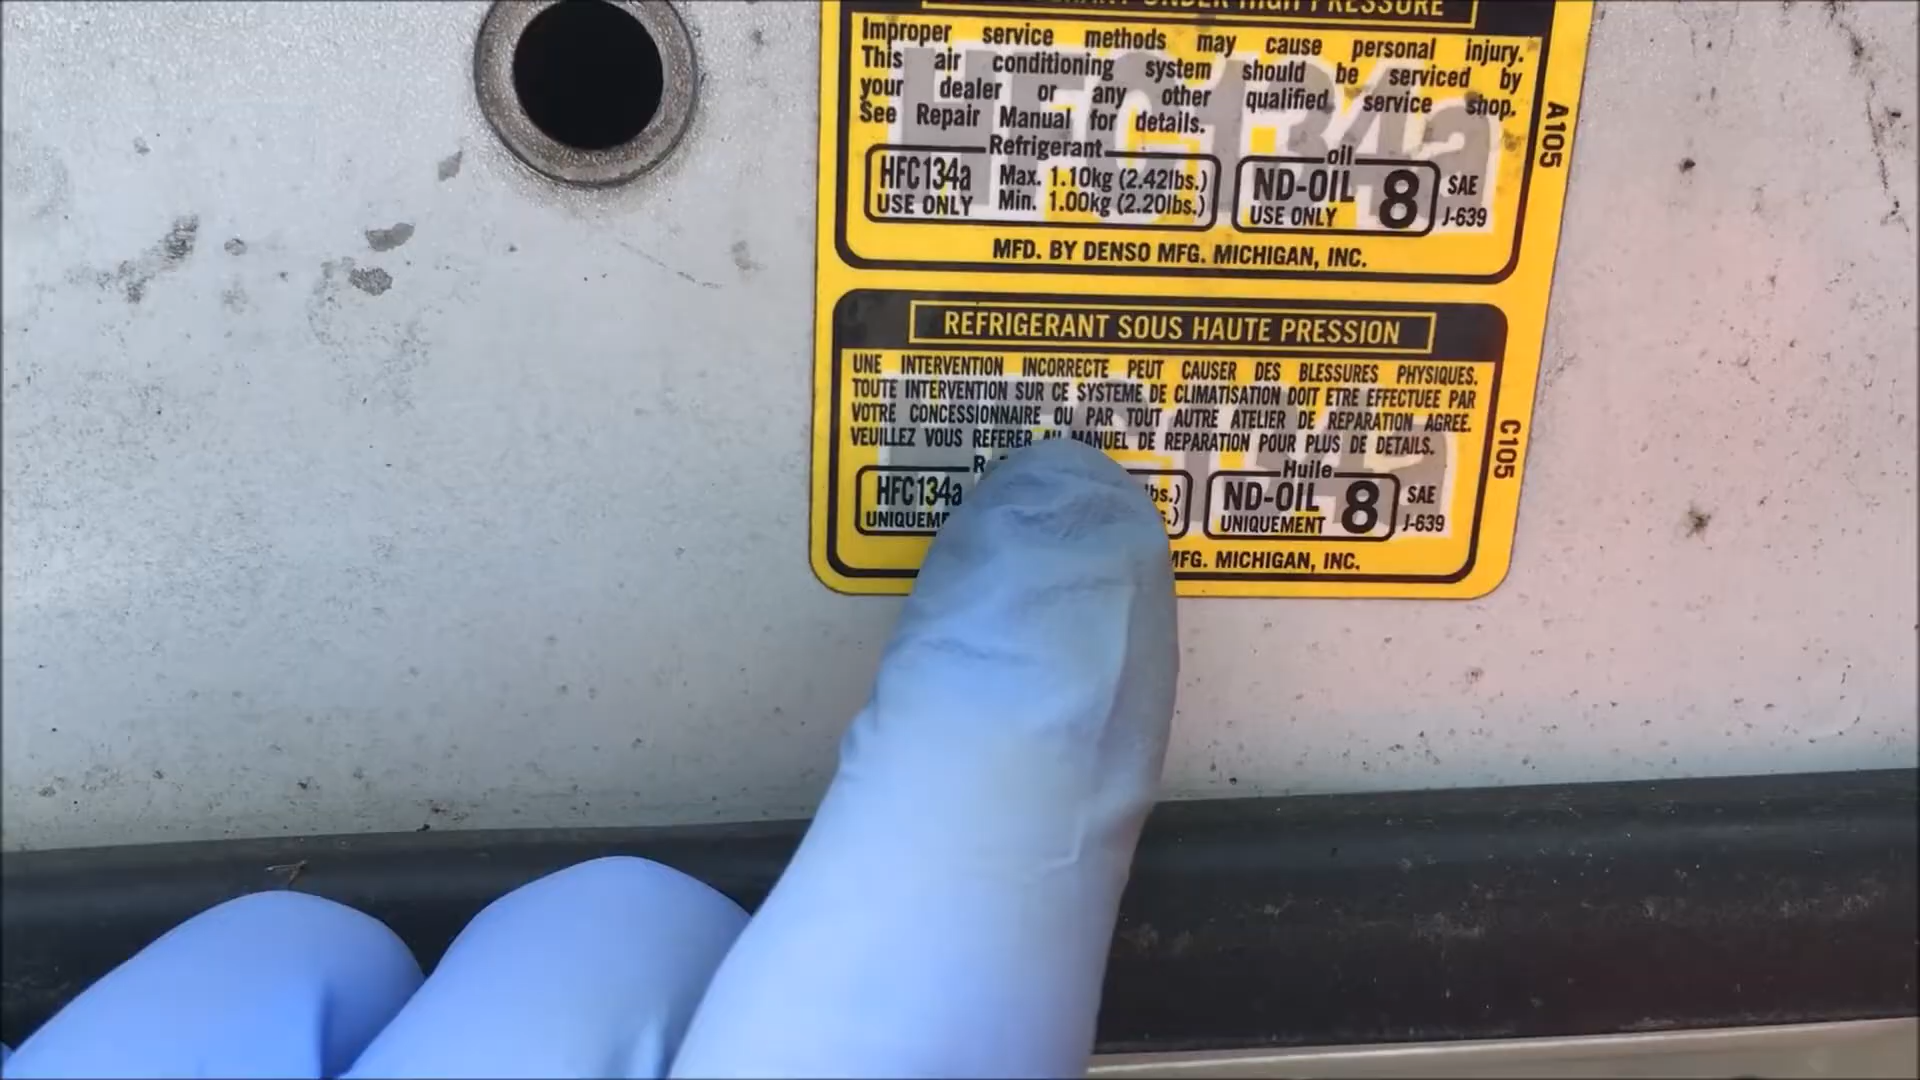 UNDER HIGH PRESSURE
Improper service methods may cause personal injury.
This air conditioning system should be serviced by
your dealer or any other qualified service shop.
See Repair Manual for details.
Refrigerant
HFC134a
USE ONLY
Max. 1.10kg (2.42lbs.)
Min. 1.00kg (2.20lbs.)
oil
ND-OIL 8
USE ONLY
SAE
J-639
MFD. BY DENSO MFG. MICHIGAN, INC.
A105
HFC134a
REFRIGERANT SOUS HAUTE PRESSION
UNE INTERVENTION INCORRECTE PEUT CAUSER DES BLESSURES PHYSIQUES.
TOUTE INTERVENTION SUR CE SYSTEME DE CLIMATISATION DOIT ETRE EFFECTUEE PAR
VOTRE CONCESSIONNAIRE OU PAR TOUT AUTRE ATELIER DE REPARATION AGREE.
VEUILLEZ VOUS REFERER AU MANUEL DE REPARATION POUR PLUS DE DETAILS.
HFC134a
Huile
ND-OIL 8
UNIQUEMENT
SAE
J-639
MFG. MICHIGAN, INC.
C105